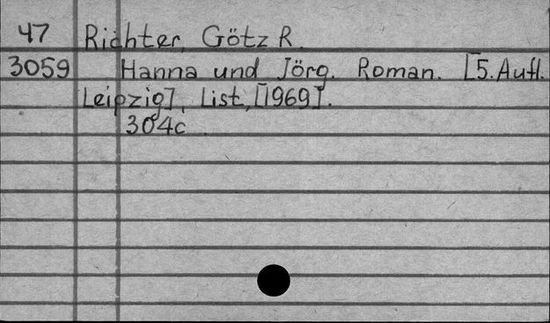 47 Richter, Götz R.
3059 Hanna und Jörg. Roman. [5. Aufl.
Leipzig], List, [1969].
304c